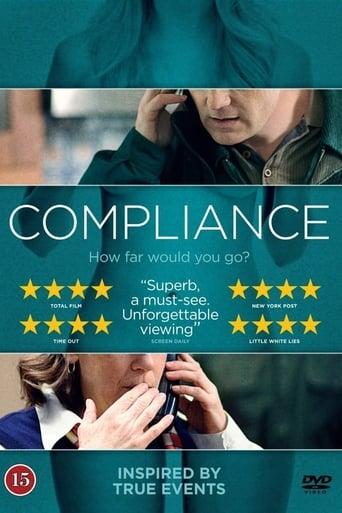 COMPLIANCE
How far would you go?
TOTAL FILM
TIME OUT
"Superb,
a must-see.
Unforgettable
viewing"
SCREEN DAILY
NEW YORK POST
LITTLE WHITE LIES
15
INSPIRED BY
TRUE EVENTS
DVD
VIDEO